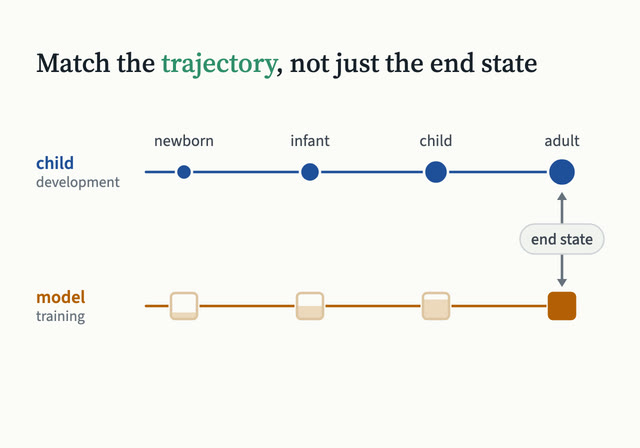 Match the trajectory, not just the end state
newborn infant child adult
child
development
end state
model
training